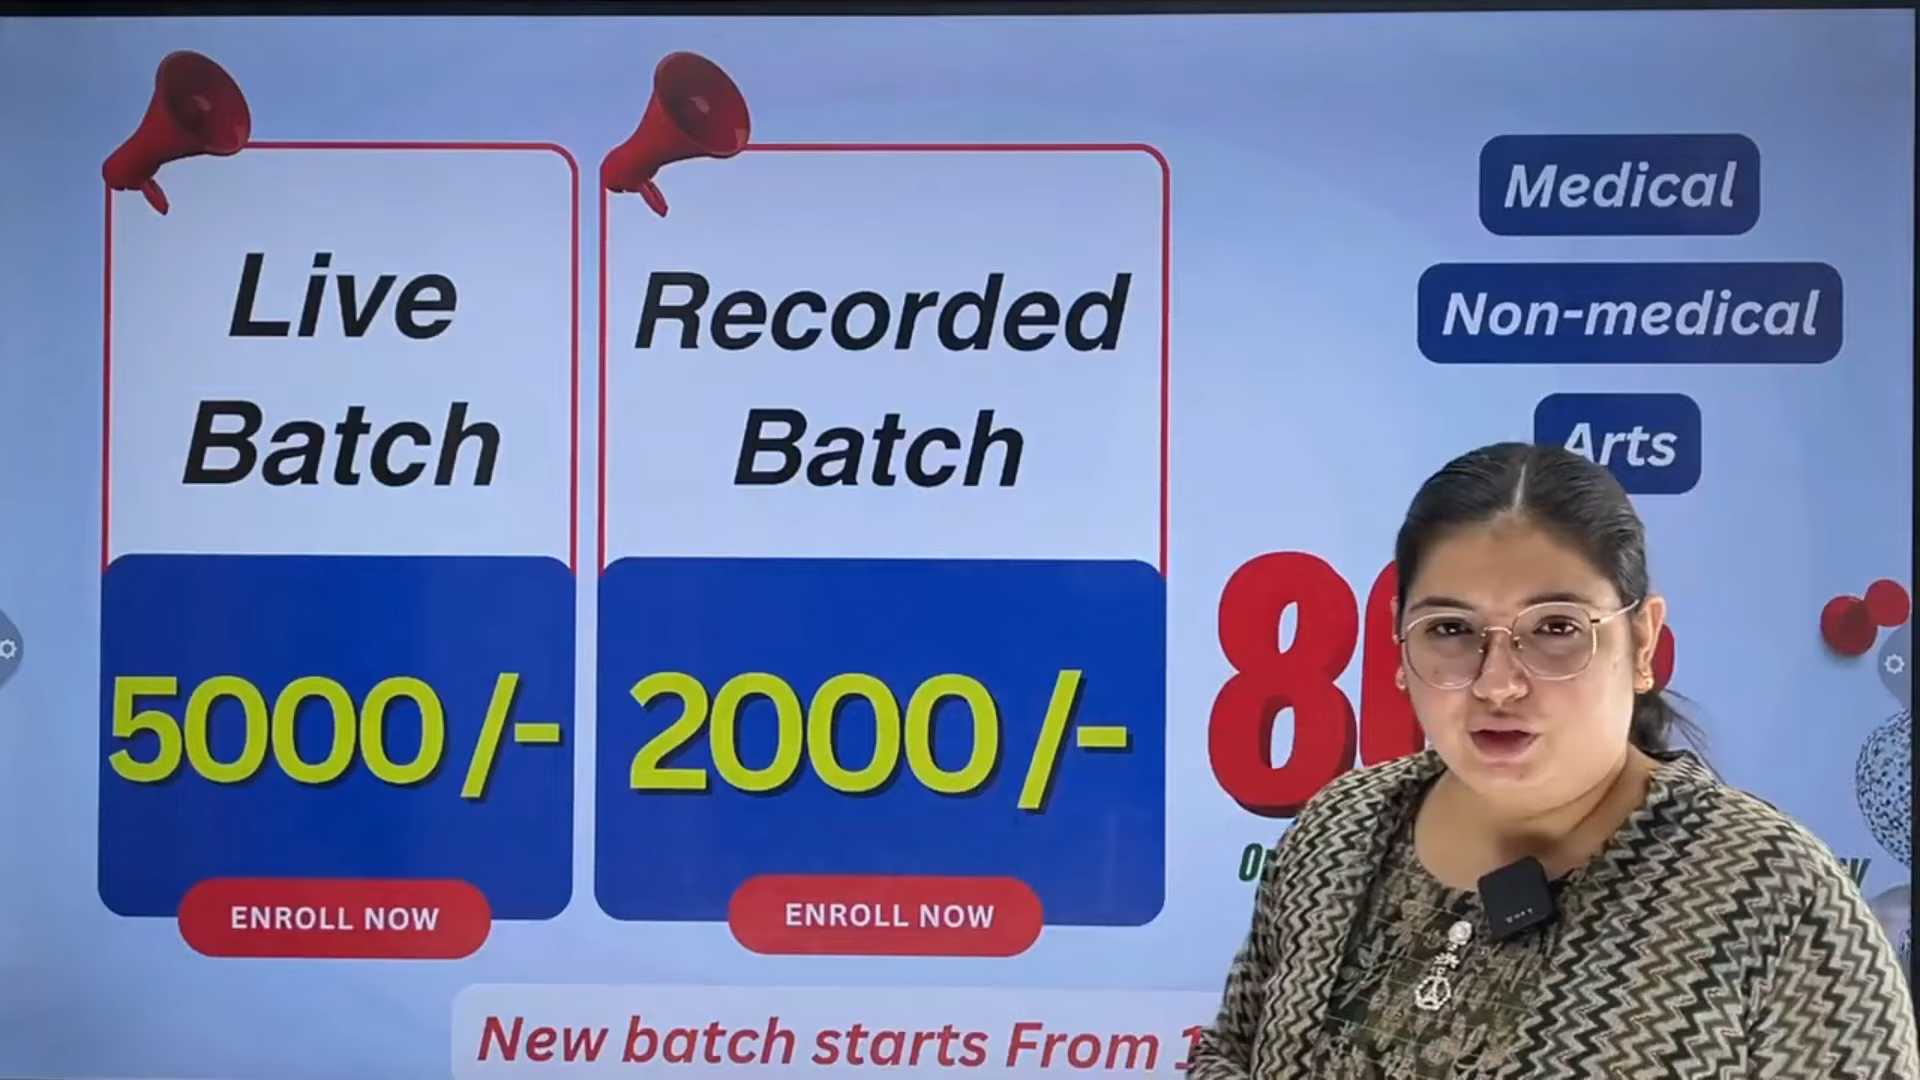 Live
Batch
5000/-
ENROLL NOW
Recorded
Batch
2000/-
ENROLL NOW
Medical
Non-medical
Arts
New batch starts From